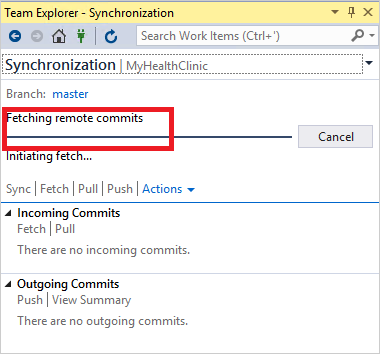 Team Explorer - Synchronization
Search Work Items (Ctrl+')
Synchronization | MyHealthClinic
Branch: master
Fetching remote commits
Cancel
Initiating fetch...
Sync | Fetch | Pull | Push | Actions
Incoming Commits
Fetch | Pull
There are no incoming commits.
Outgoing Commits
Push | View Summary
There are no outgoing commits.